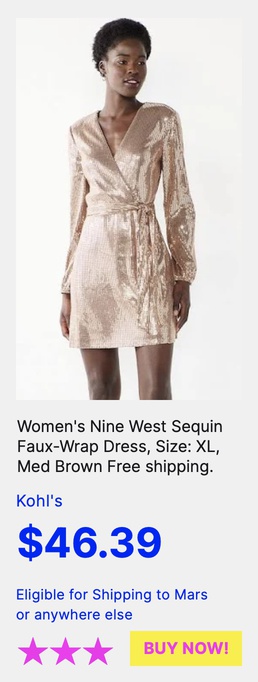 Women's Nine West Sequin
Faux-Wrap Dress, Size: XL,
Med Brown Free shipping.
Kohl's
$46.39
Eligible for Shipping to Mars
or anywhere else
BUY NOW!